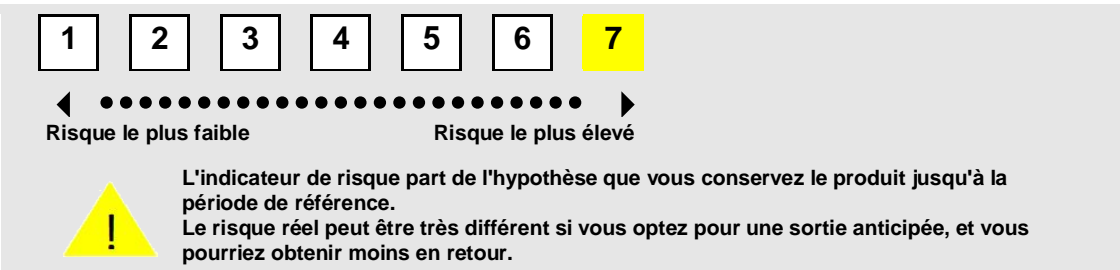 1 2 3 4 5 6 7
Risque le plus faible Risque le plus élevé
L'indicateur de risque part de l'hypothèse que vous conservez le produit jusqu'à la
période de référence.
Le risque réel peut être très différent si vous optez pour une sortie anticipée, et vous
pourriez obtenir moins en retour.
!